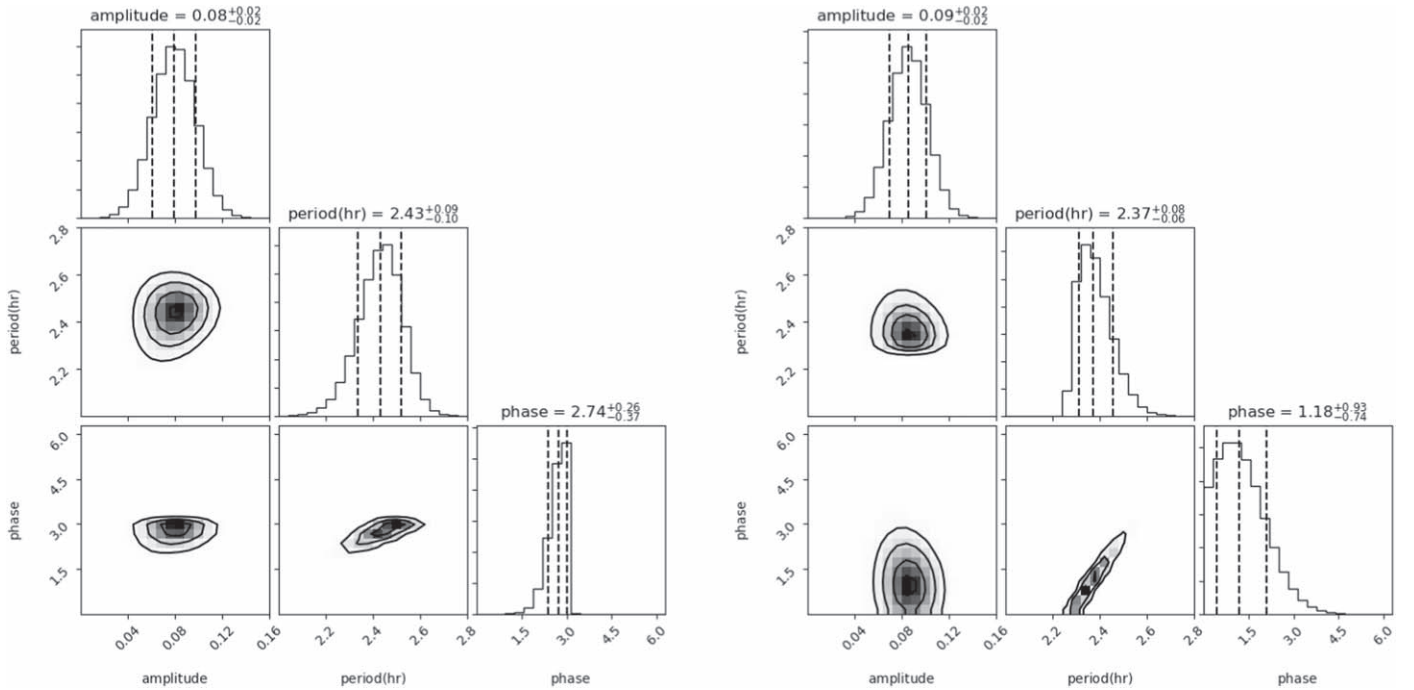 amplitude = 0.08+0.02 −0.02
amplitude = 0.09+0.02 −0.02
period(hr) = 2.43+0.09 −0.10
period(hr) = 2.37+0.08 −0.06
phase = 2.74+0.26 −0.37
phase = 1.18+0.93 −0.74
period(hr)
2.8
2.6
2.4
2.2
phase
6.0
4.5
3.0
1.5
0.04 0.08 0.12 0.16
amplitude
2.2 2.4 2.6 2.8
period(hr)
1.5 3.0 4.5 6.0
phase
period(hr)
2.8
2.6
2.4
2.2
phase
6.0
4.5
3.0
1.5
0.04 0.08 0.12 0.16
amplitude
2.2 2.4 2.6 2.8
period(hr)
1.5 3.0 4.5 6.0
phase